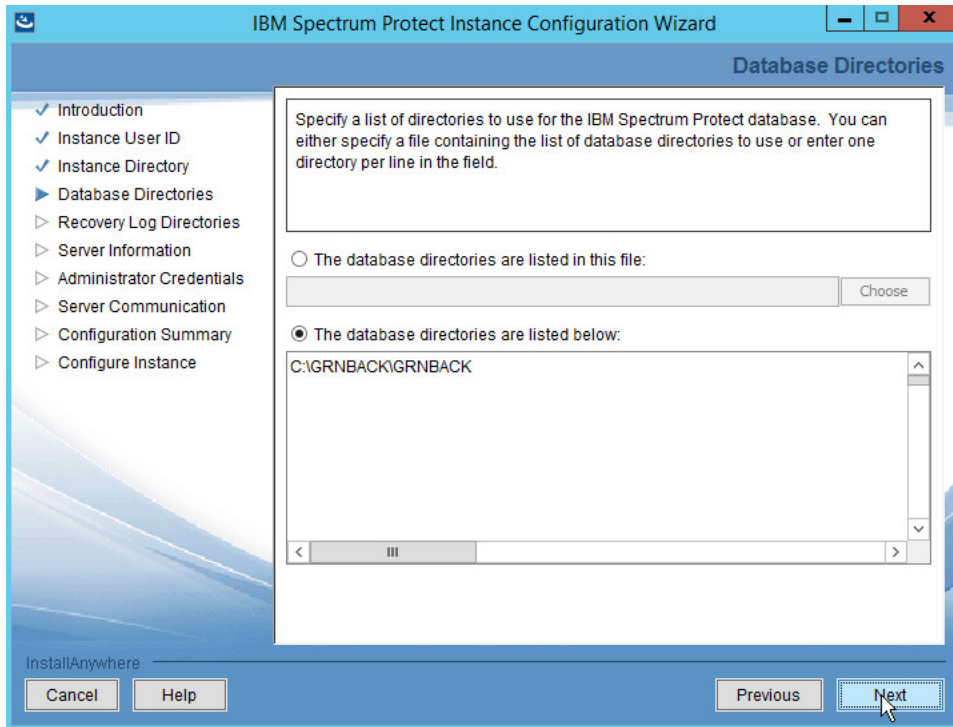 IBM Spectrum Protect Instance Configuration Wizard
Database Directories
Introduction
Instance User ID
Instance Directory
Database Directories
Recovery Log Directories
Server Information
Administrator Credentials
Server Communication
Configuration Summary
Configure Instance
Specify a list of directories to use for the IBM Spectrum Protect database. You can
either specify a file containing the list of database directories to use or enter one
directory per line in the field.
The database directories are listed in this file:
Choose
The database directories are listed below:
C:\GRNBACK\GRNBACK
InstallAnywhere
Cancel Help Previous Next